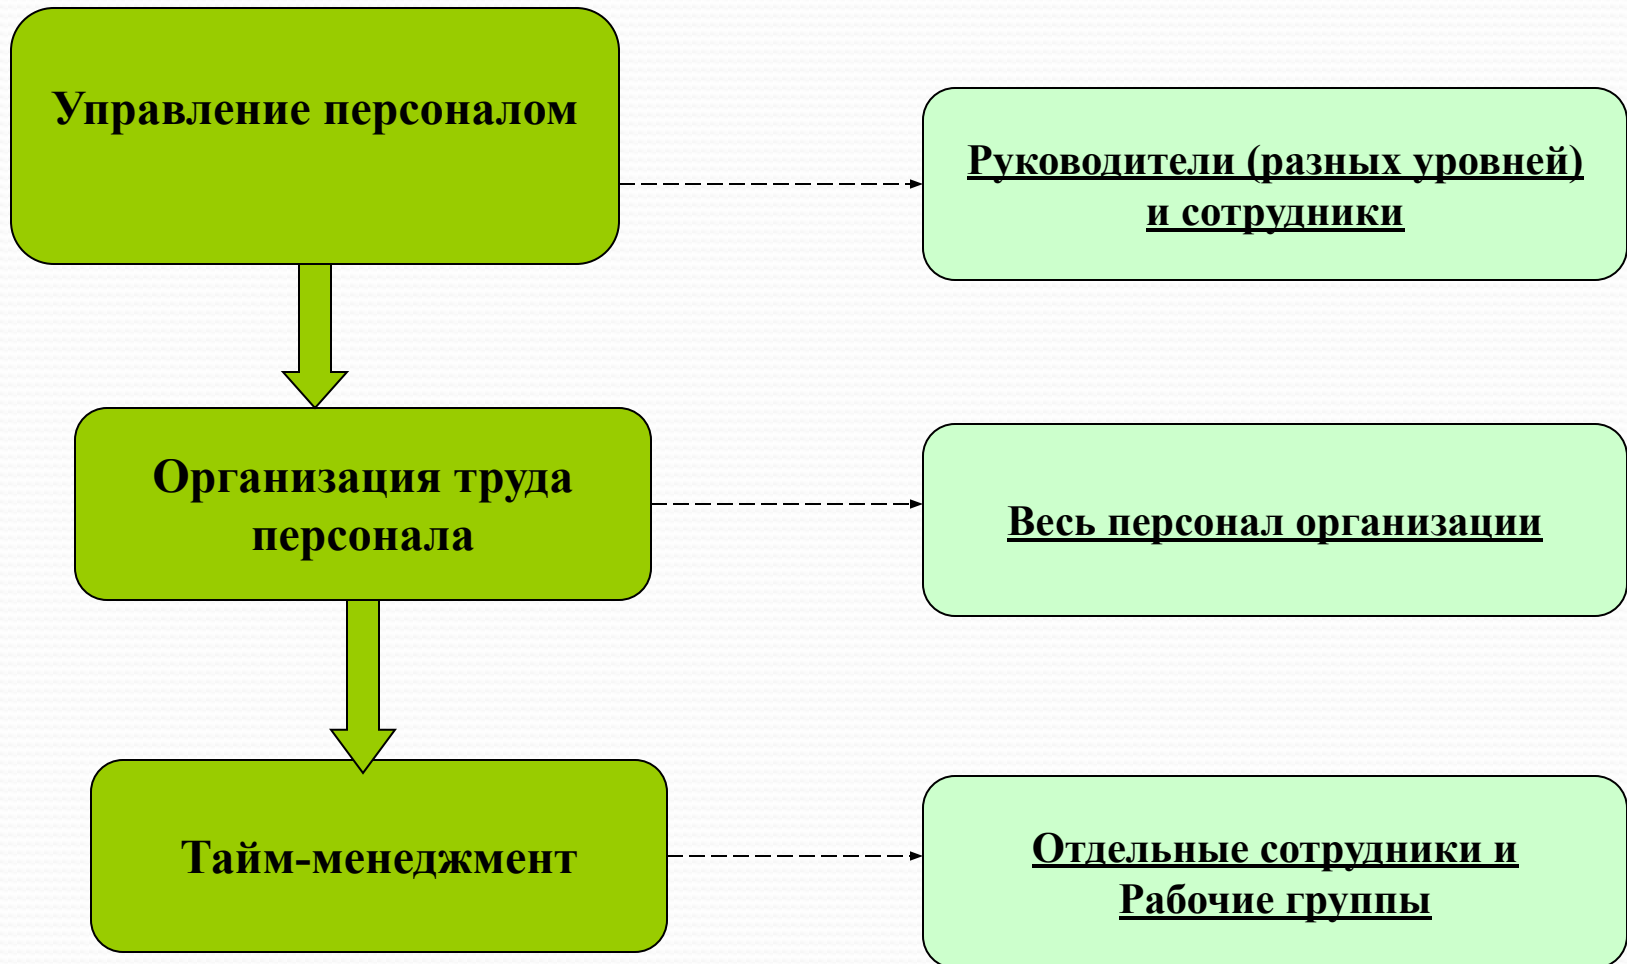 Управление персоналом
Руководители (разных уровней)
и сотрудники
Организация труда
персонала
Весь персонал организации
Тайм-менеджмент
Отдельные сотрудники и
Рабочие группы